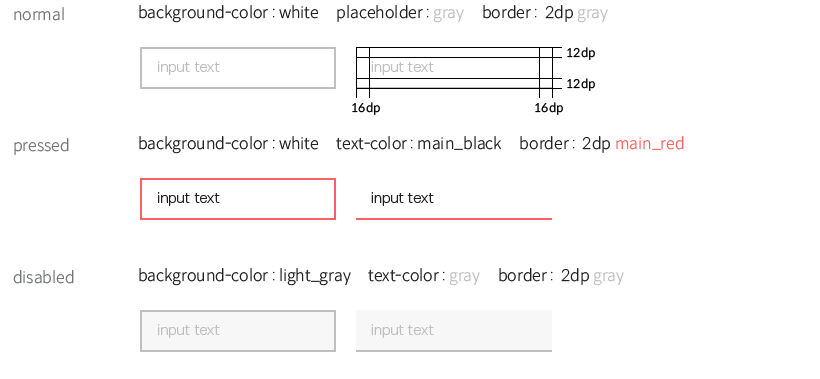 normal background-color : white placeholder : gray border : 2dp gray
input text input text 12dp
12dp
16dp 16dp
pressed background-color : white text-color : main_black border : 2dp main_red
input text input text
disabled background-color : light_gray text-color : gray border : 2dp gray
input text input text